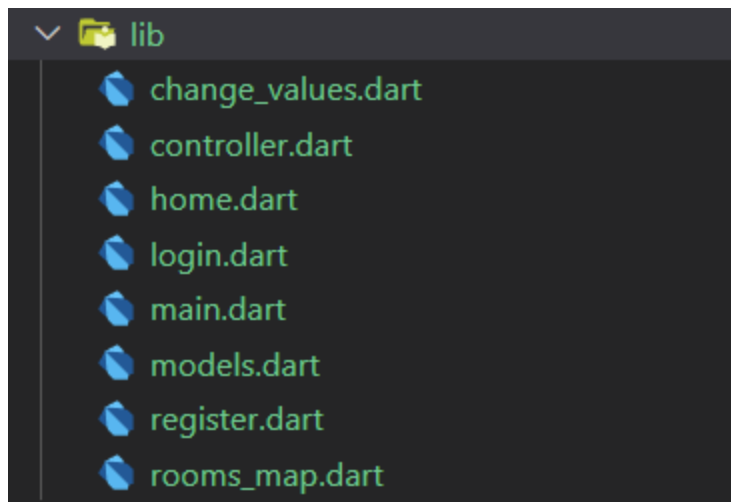 lib
change_values.dart
controller.dart
home.dart
login.dart
main.dart
models.dart
register.dart
rooms_map.dart